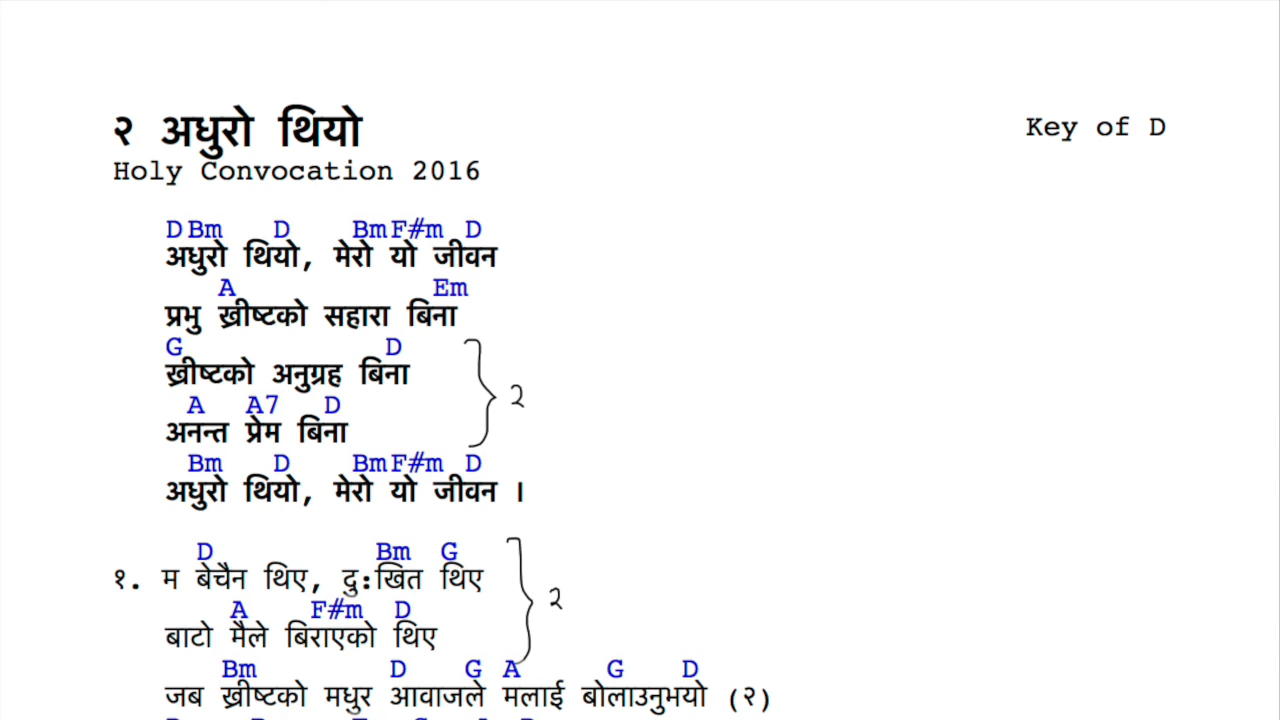 २ अधुरो थियो
Key of D
Holy Convocation 2016
D Bm D Bm F#m D
अधुरो थियो, मेरो यो जीवन
A Em
प्रभु ख्रीष्टको सहारा बिना
G D
ख्रीष्टको अनुग्रह बिना
२
A A7 D
अनन्त प्रेम बिना
Bm D Bm F#m D
अधुरो थियो, मेरो यो जीवन ।
D Bm G
१. म बेचैन थिए, दुःखित थिए
२
A F#m D
बाटो मैले बिराएको थिए
Bm D G A G D
जब ख्रीष्टको मधुर आवाजले मलाई बोलाउनुभयो (२)